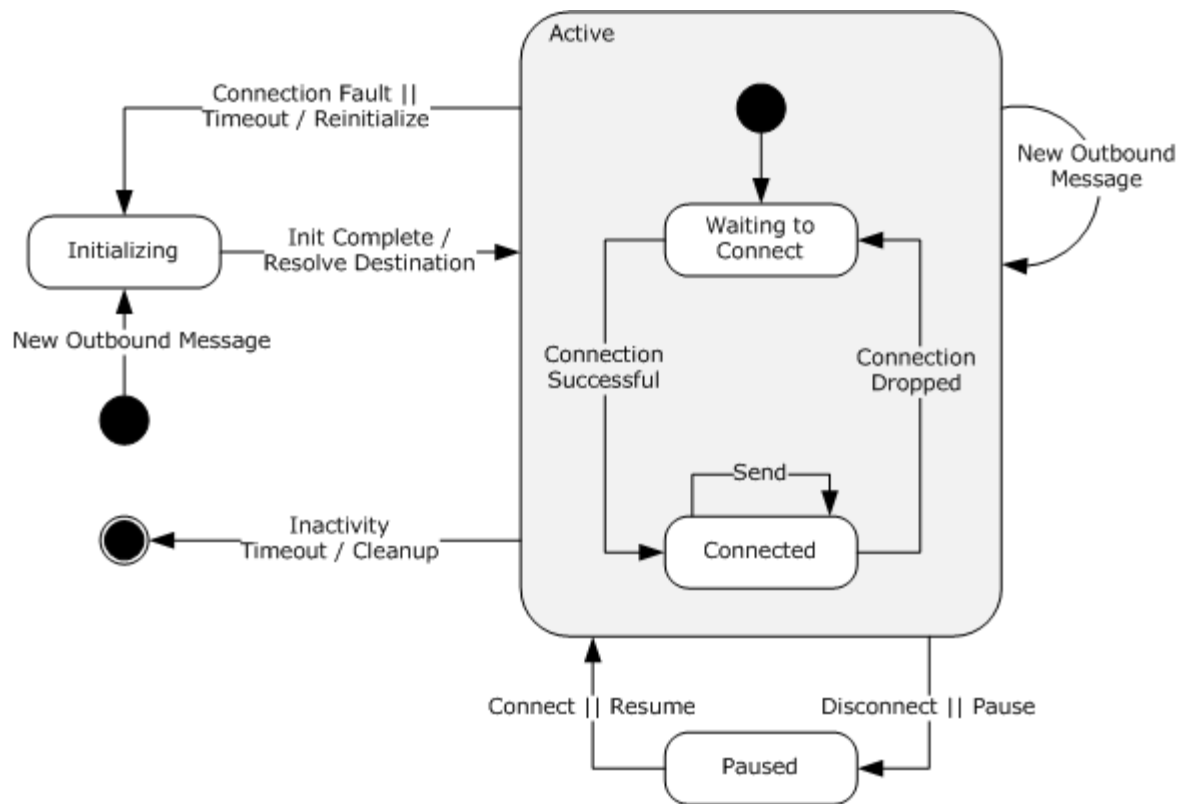 Active
Connection Fault ||
Timeout / Reinitialize
New Outbound
Message
Initializing
Init Complete /
Resolve Destination
Waiting to
Connect
New Outbound Message
Connection
Successful
Connection
Dropped
Send
Inactivity
Timeout / Cleanup
Connected
Connect || Resume
Disconnect || Pause
Paused